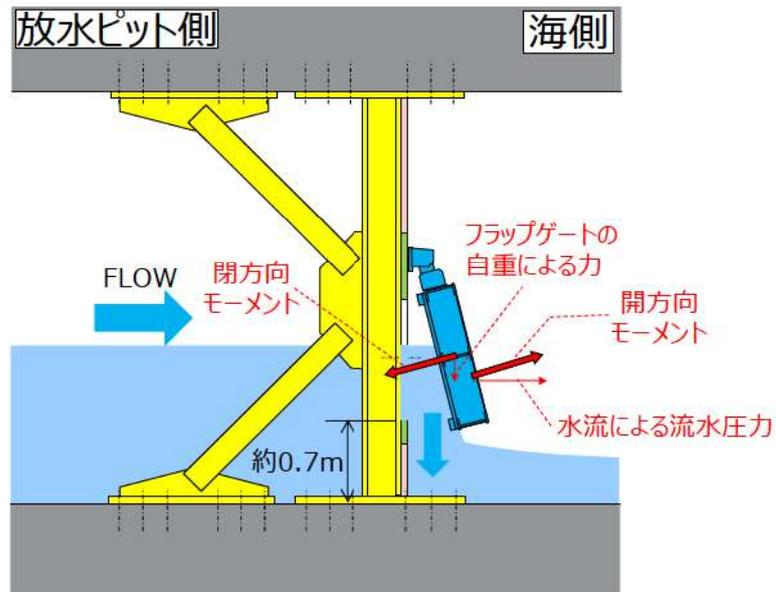 放水ピット側
海側
フラップゲートの
自重による力
FLOW
閉方向
モーメント
開方向
モーメント
水流による流水圧力
約0.7m